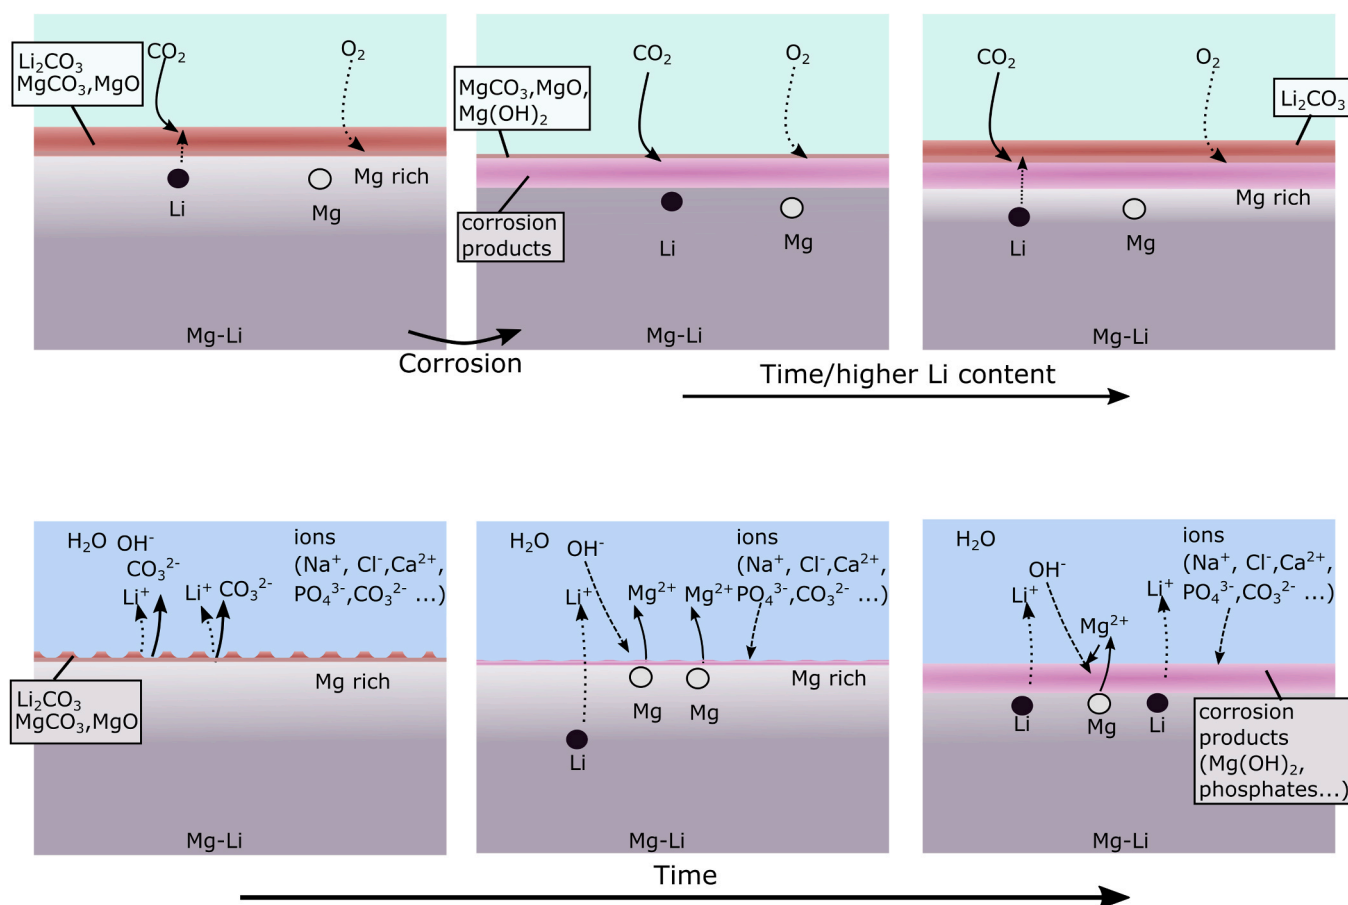 CO₂
O₂
Li₂CO₃
MgCO₃,MgO
Mg rich
Li
Mg
Mg-Li
CO₂
O₂
MgCO₃,MgO,
Mg(OH)₂
corrosion
products
Li
Mg
Mg-Li
CO₂
O₂
Li₂CO₃
Mg rich
Li
Mg
Mg-Li
Corrosion
Time/higher Li content
H₂O
OH⁻
CO₃²⁻
Li⁺
Li⁺ CO₃²⁻
ions
(Na⁺, Cl⁻,Ca²⁺,
PO₄³⁻,CO₃²⁻ ...)
Mg rich
Li₂CO₃
MgCO₃,MgO
Mg-Li
H₂O
OH⁻
Li⁺
Mg²⁺
Mg²⁺
ions
(Na⁺, Cl⁻,Ca²⁺,
PO₄³⁻,CO₃²⁻ ...)
Mg rich
Mg
Mg
Li
Mg-Li
H₂O
OH⁻
Li⁺
Mg²⁺
Li⁺
ions
(Na⁺, Cl⁻,Ca²⁺,
PO₄³⁻,CO₃²⁻ ...)
Li
Mg
Li
corrosion
products
(Mg(OH)₂,
phosphates...)
Mg-Li
Time